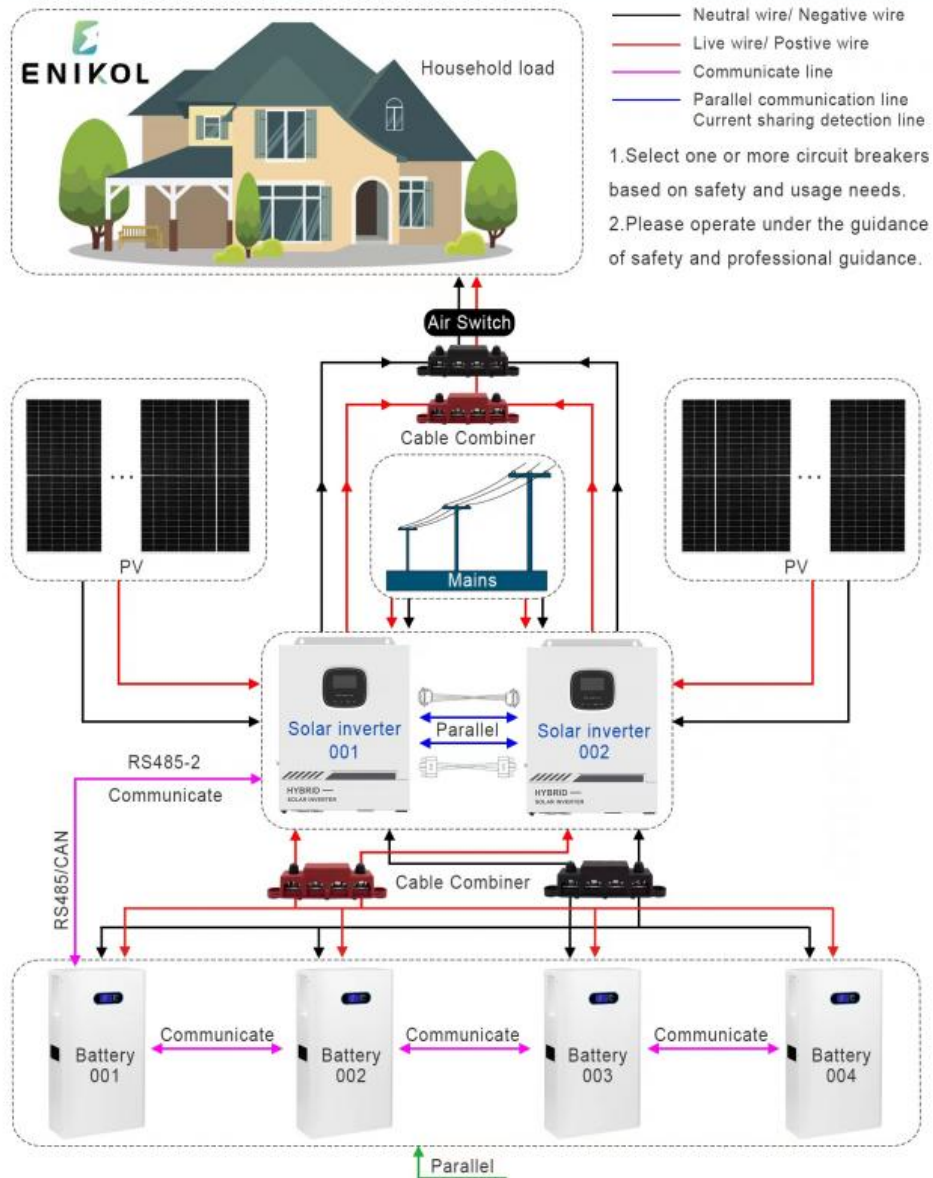 ENIKOL
Household load
Neutral wire/ Negative wire
Live wire/ Postive wire
Communicate line
Parallel communication line
Current sharing detection line
1.Select one or more circuit breakers
based on safety and usage needs.
2.Please operate under the guidance
of safety and professional guidance.
Air Switch
Cable Combiner
PV
Mains
PV
Solar inverter
001
Parallel
Solar inverter
002
HYBRID —
SOLAR INVERTER
HYBRID —
SOLAR INVERTER
RS485-2
Communicate
RS485/CAN
Cable Combiner
Battery
001
Communicate
Battery
002
Communicate
Battery
003
Communicate
Battery
004
Parallel